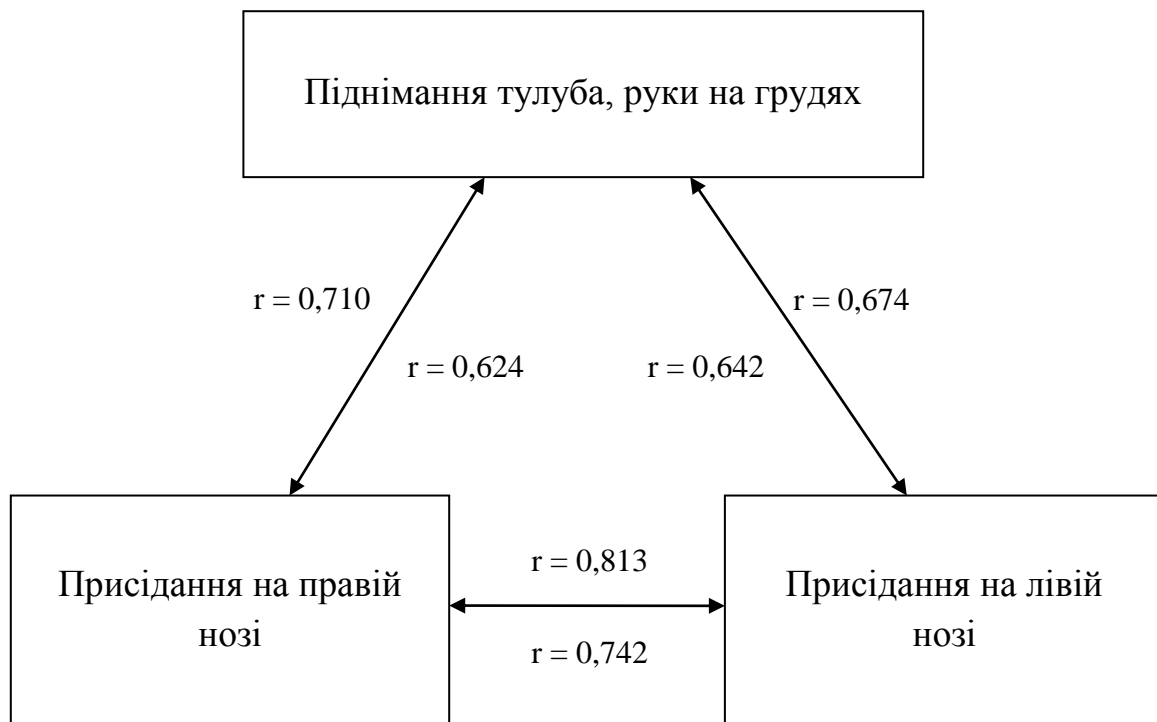 Піднімання тулуба, руки на грудях
r = 0,710
r = 0,674
r = 0,624
r = 0,642
r = 0,813
Присідання на правій
нозі
Присідання на лівій
нозі
r = 0,742